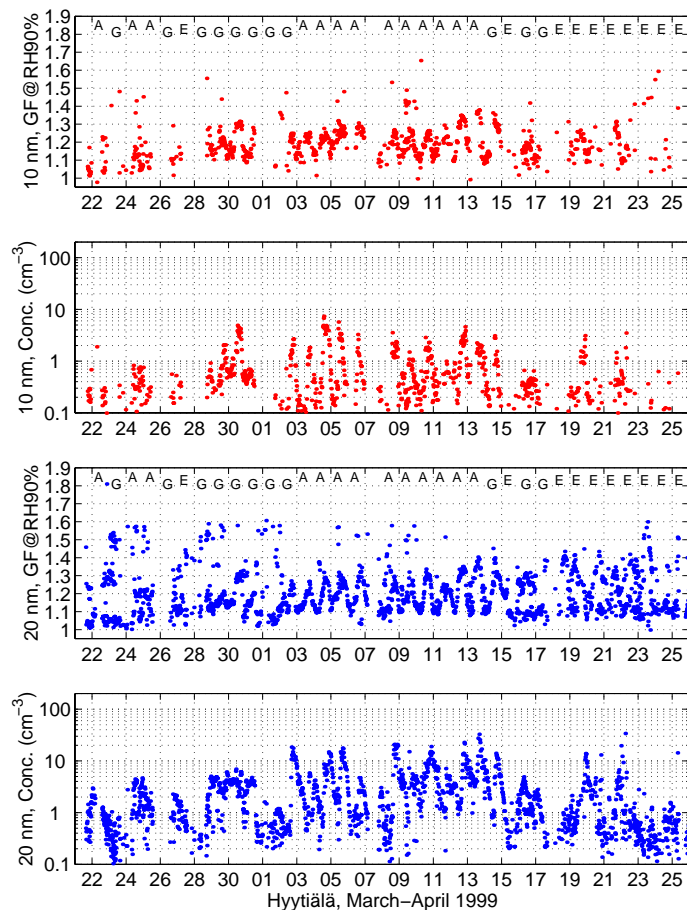 1.9
A G A A G E G G G G G G A A A A A A A A A A G E G G E E E E E E E E
1.8
1.7
1.6
1.5
1.4
1.3
1.2
1.1
1
10 nm, GF@RH90%
22 24 26 28 30 01 03 05 07 09 11 13 15 17 19 21 23 25
100
10
1
0.1
10 nm, Conc. (cm⁻³)
22 24 26 28 30 01 03 05 07 09 11 13 15 17 19 21 23 25
1.9
A G A A G E G G G G G G A A A A A A A A A A G E G G E E E E E E E E
1.8
1.7
1.6
1.5
1.4
1.3
1.2
1.1
1
20 nm, GF@RH90%
22 24 26 28 30 01 03 05 07 09 11 13 15 17 19 21 23 25
100
10
1
0.1
20 nm, Conc. (cm⁻³)
22 24 26 28 30 01 03 05 07 09 11 13 15 17 19 21 23 25
Hyytiälä, March−April 1999